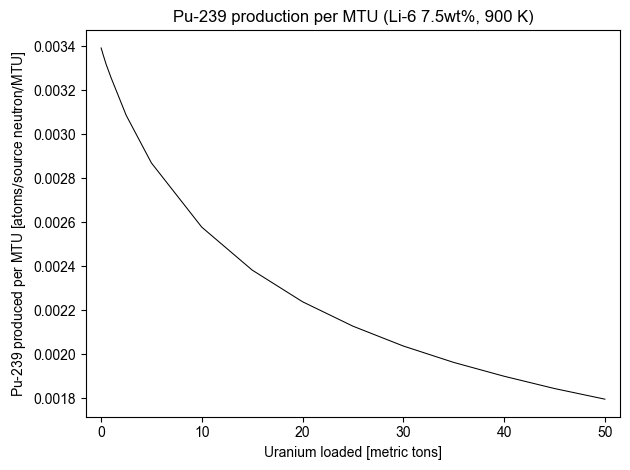 Pu-239 production per MTU (Li-6 7.5wt%, 900 K)
Pu-239 produced per MTU [atoms/source neutron/MTU]
0.0034
0.0032
0.0030
0.0028
0.0026
0.0024
0.0022
0.0020
0.0018
0 10 20 30 40 50
Uranium loaded [metric tons]